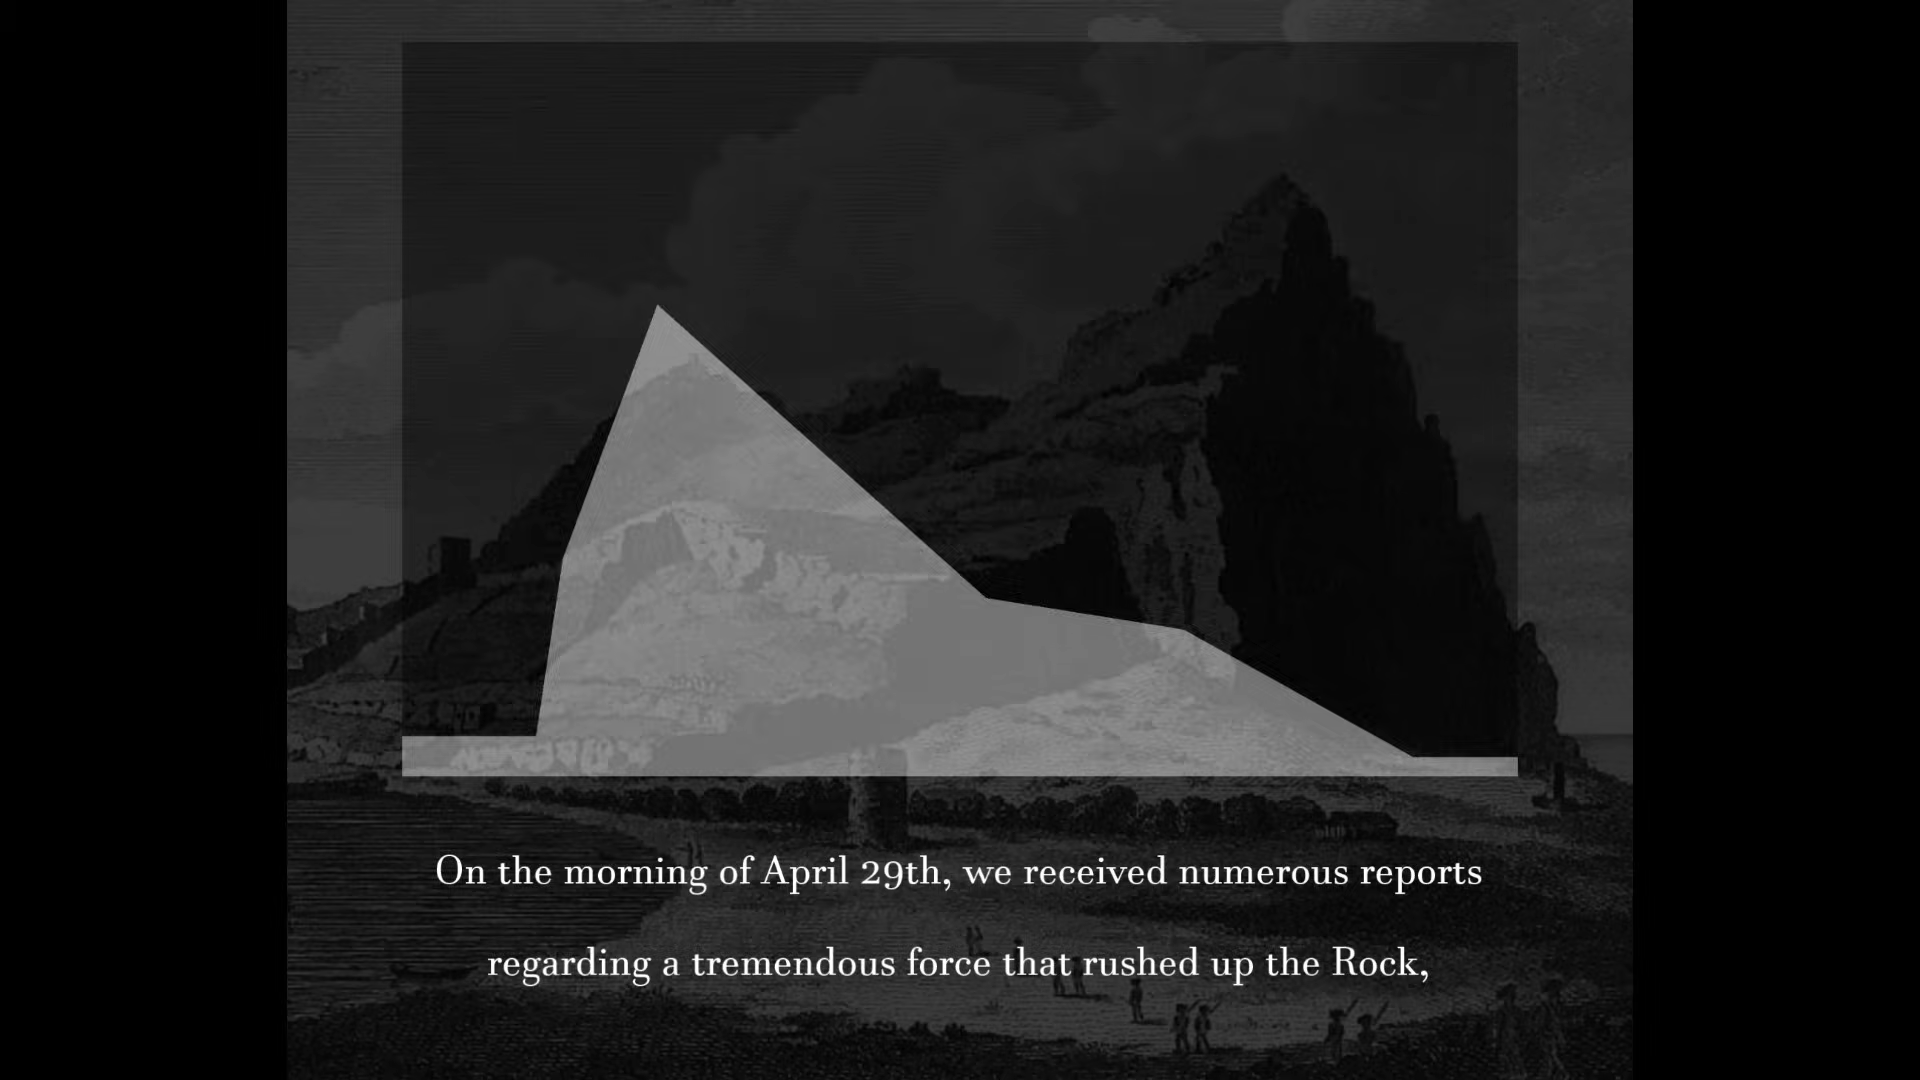 On the morning of April 29th, we received numerous reports
regarding a tremendous force that rushed up the Rock,